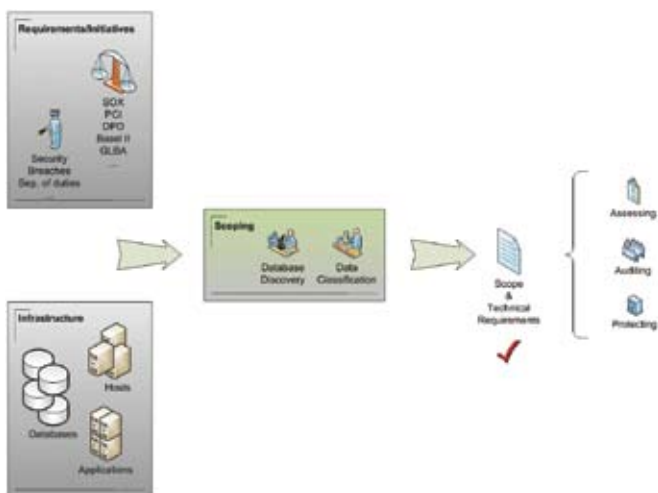 Requirements/Initiatives
SOX
PCI
DPD
Basel II
GLBA
...
Security
Breaches
Sep. of duties
...
Scoping
Database
Discovery
Data
Classification
Scope
&
Technical
Requirements
Assessing
Auditing
Protecting
Infrastructure
Hosts
Databases
Applications